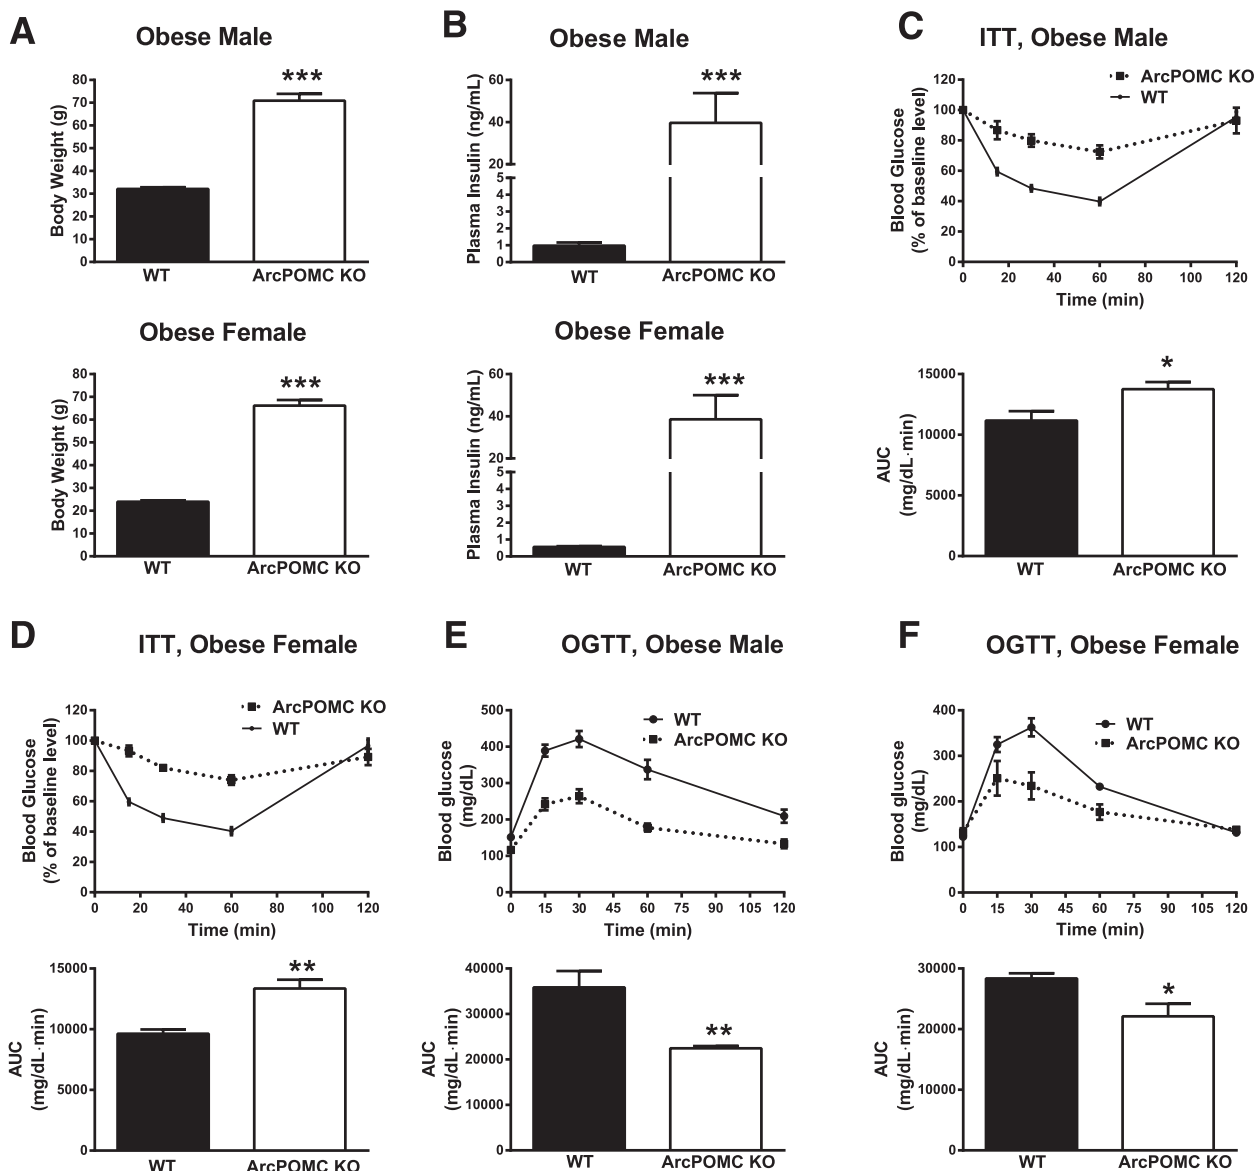 A
Obese Male
Body Weight (g)
80
70
60
50
40
30
20
10
0
***
WT
ArcPOMC KO
Obese Female
Body Weight (g)
80
70
60
50
40
30
20
10
0
***
WT
ArcPOMC KO
B
Obese Male
Plasma Insulin (ng/mL)
60
40
20
5
4
3
2
1
0
***
WT
ArcPOMC KO
Obese Female
Plasma Insulin (ng/mL)
60
40
20
5
4
3
2
1
0
***
WT
ArcPOMC KO
C
ITT, Obese Male
ArcPOMC KO
WT
Blood Glucose
(% of baseline level)
120
100
80
60
40
20
0
0 20 40 60 80 100 120
Time (min)
AUC
(mg/dL·min)
15000
10000
5000
0
*
WT
ArcPOMC KO
D
ITT, Obese Female
ArcPOMC KO
WT
Blood Glucose
(% of baseline level)
120
100
80
60
40
20
0
0 20 40 60 80 100 120
Time (min)
AUC
(mg/dL·min)
15000
10000
5000
0
**
WT
ArcPOMC KO
E
OGTT, Obese Male
WT
ArcPOMC KO
Blood glucose
(mg/dL)
500
400
300
200
100
0
0 15 30 45 60 75 90 105 120
Time (min)
AUC
(mg/dL·min)
40000
30000
20000
10000
0
**
WT
ArcPOMC KO
F
OGTT, Obese Female
WT
ArcPOMC KO
Blood glucose
(mg/dL)
400
300
200
100
0
0 15 30 45 60 75 90 105 120
Time (min)
AUC
(mg/dL·min)
30000
20000
10000
0
*
WT
ArcPOMC KO